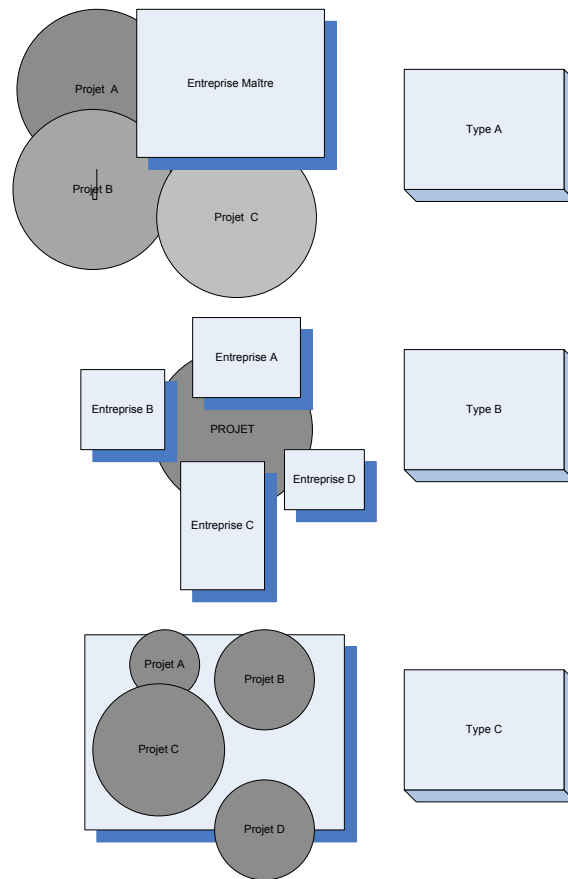 Projet A
Entreprise Maître
Type A
Projet B
Projet C
Entreprise A
Entreprise B
PROJET
Type B
Entreprise D
Entreprise C
Projet A
Projet B
Projet C
Type C
Projet D